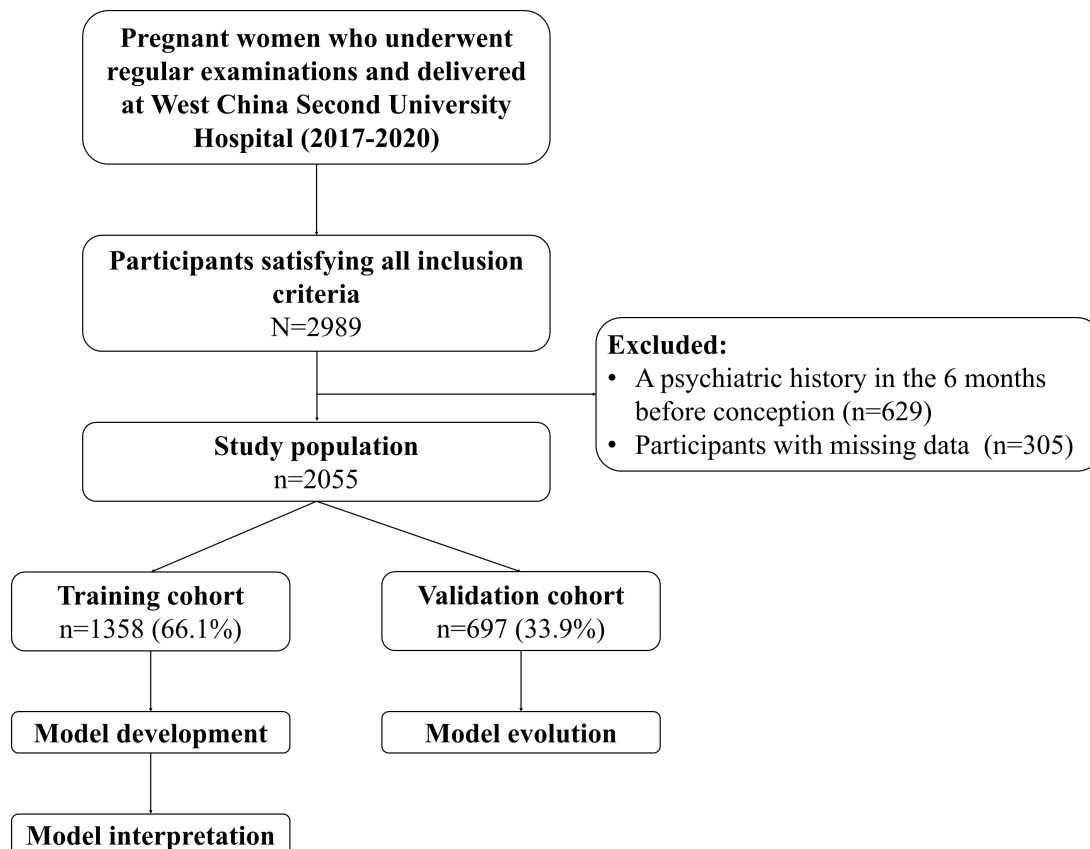 Pregnant women who underwent
regular examinations and delivered
at West China Second University
Hospital (2017-2020)
Participants satisfying all inclusion
criteria
N=2989
Excluded:
• A psychiatric history in the 6 months
before conception (n=629)
• Participants with missing data (n=305)
Study population
n=2055
Training cohort
n=1358 (66.1%)
Validation cohort
n=697 (33.9%)
Model development
Model evolution
Model interpretation